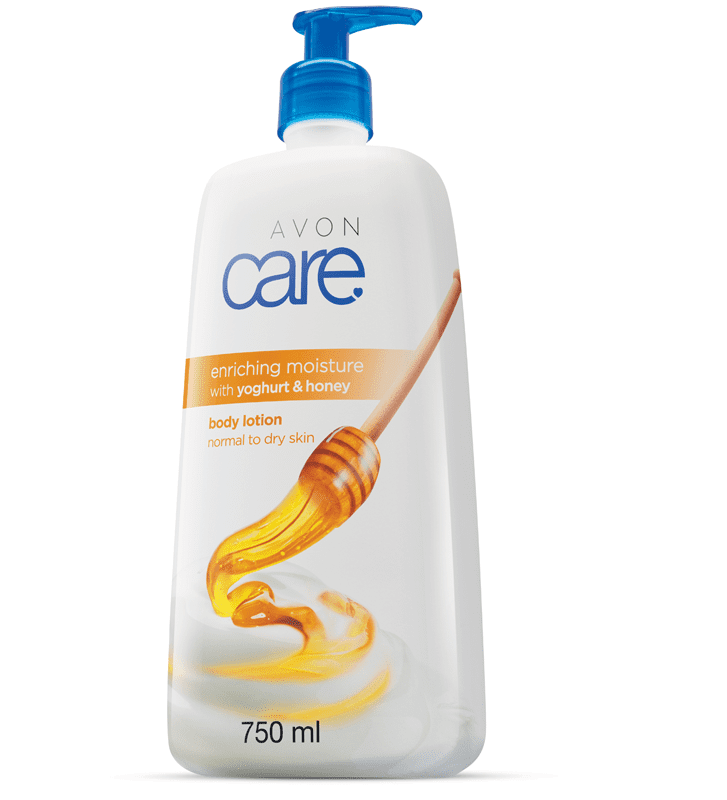 AVON
care
enriching moisture
with yoghurt & honey
body lotion
normal to dry skin
750 ml